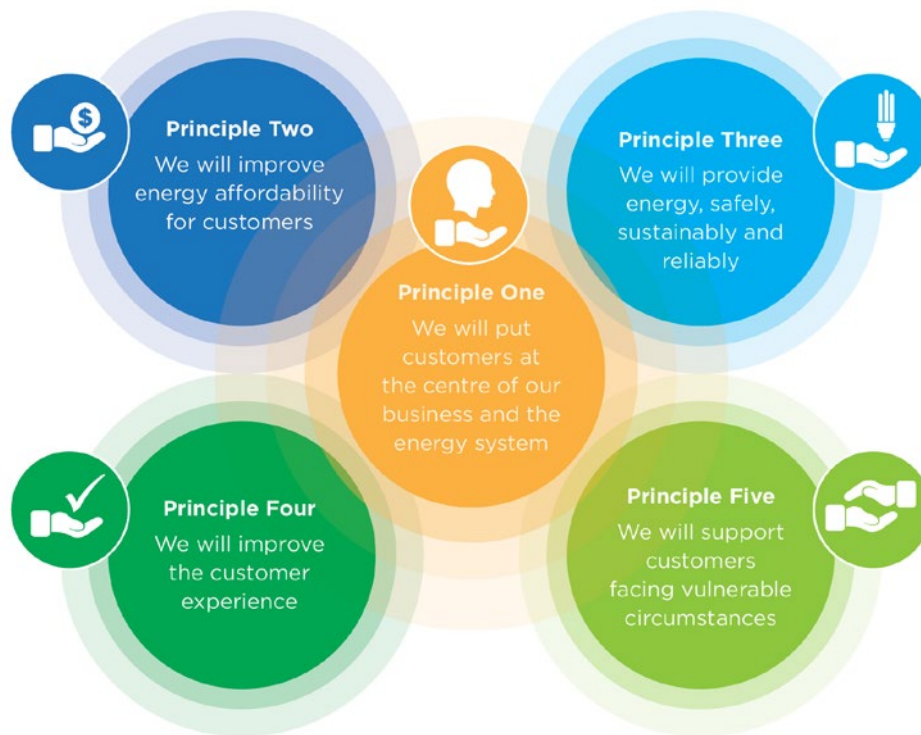 Principle Two
We will improve
energy affordability
for customers
Principle Three
We will provide
energy, safely,
sustainably and
reliably
Principle One
We will put
customers at
the centre of our
business and the
energy system
Principle Four
We will improve
the customer
experience
Principle Five
We will support
customers
facing vulnerable
circumstances
$